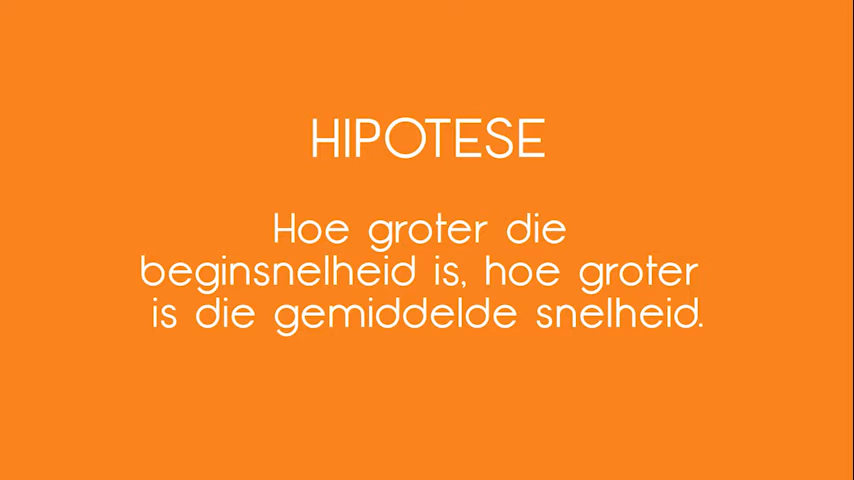 HIPOTESE
Hoe groter die
beginsnelheid is, hoe groter
is die gemiddelde snelheid.